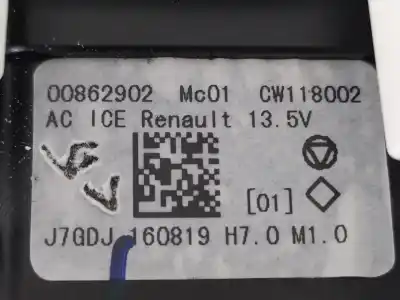 00862902 Mc01 CW118002
AC ICE Renault 13.5V
[01]
J7GDJ 160819 H7.0 M1.0